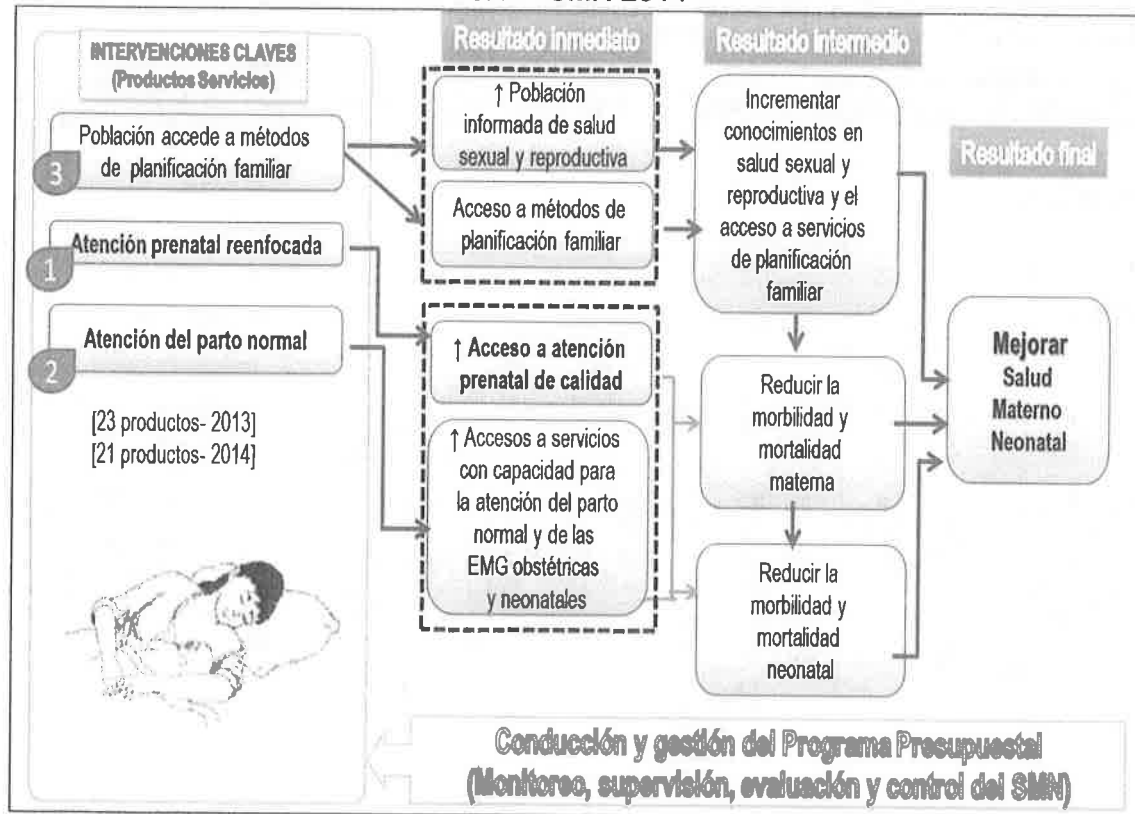 INTERVENCIONES CLAVES
(Productos Servicios)
Población accede a métodos
de planificación familiar
3
Atención prenatal reenfocada
1
Atención del parto normal
2
[23 productos- 2013]
[21 productos- 2014]
Resultado inmediato
↑ Población
informada de salud
sexual y reproductiva
Acceso a métodos de
planificación familiar
↑ Acceso a atención
prenatal de calidad
↑ Accesos a servicios
con capacidad para
la atención del parto
normal y de las
EMG obstétricas
y neonatales
Resultado intermedio
Incrementar
conocimientos en
salud sexual y
reproductiva y el
acceso a servicios
de planificación
familiar
Reducir la
morbilidad y
mortalidad
materna
Reducir la
morbilidad y
mortalidad
neonatal
Resultado final
Mejorar
Salud
Materno
Neonatal
Conducción y gestión del Programa Presupuestal
(Monitoreo, supervisión, evaluación y control del SMN)